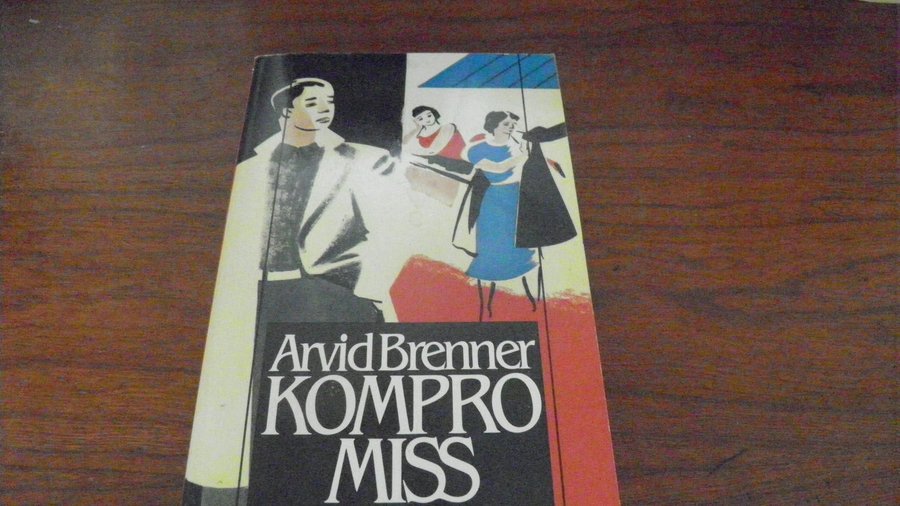 Arvid Brenner
KOMPRO
MISS